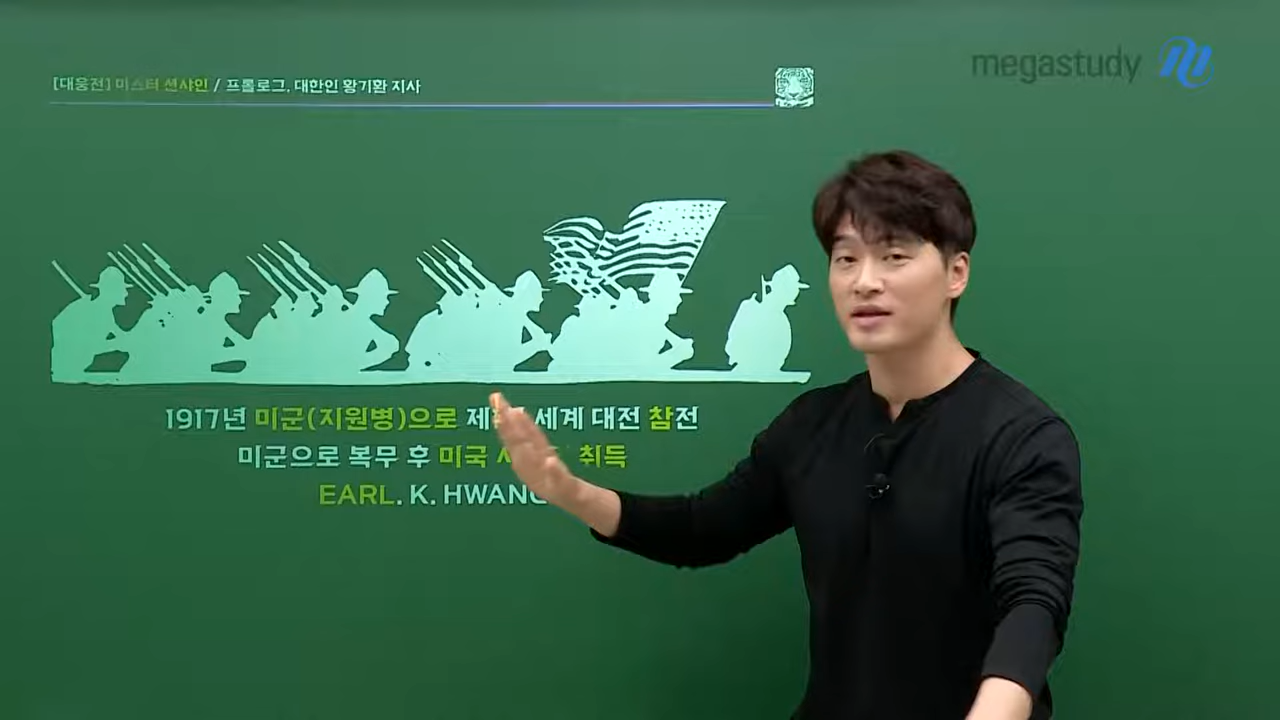 [대웅전] 미스터 션샤인 / 프롤로그, 대한인 황기환 지사
megastudy
1917년 미군(지원병)으로 세계 대전 참전
미군으로 복무 후 미국 취득
EARL. K. HWANG